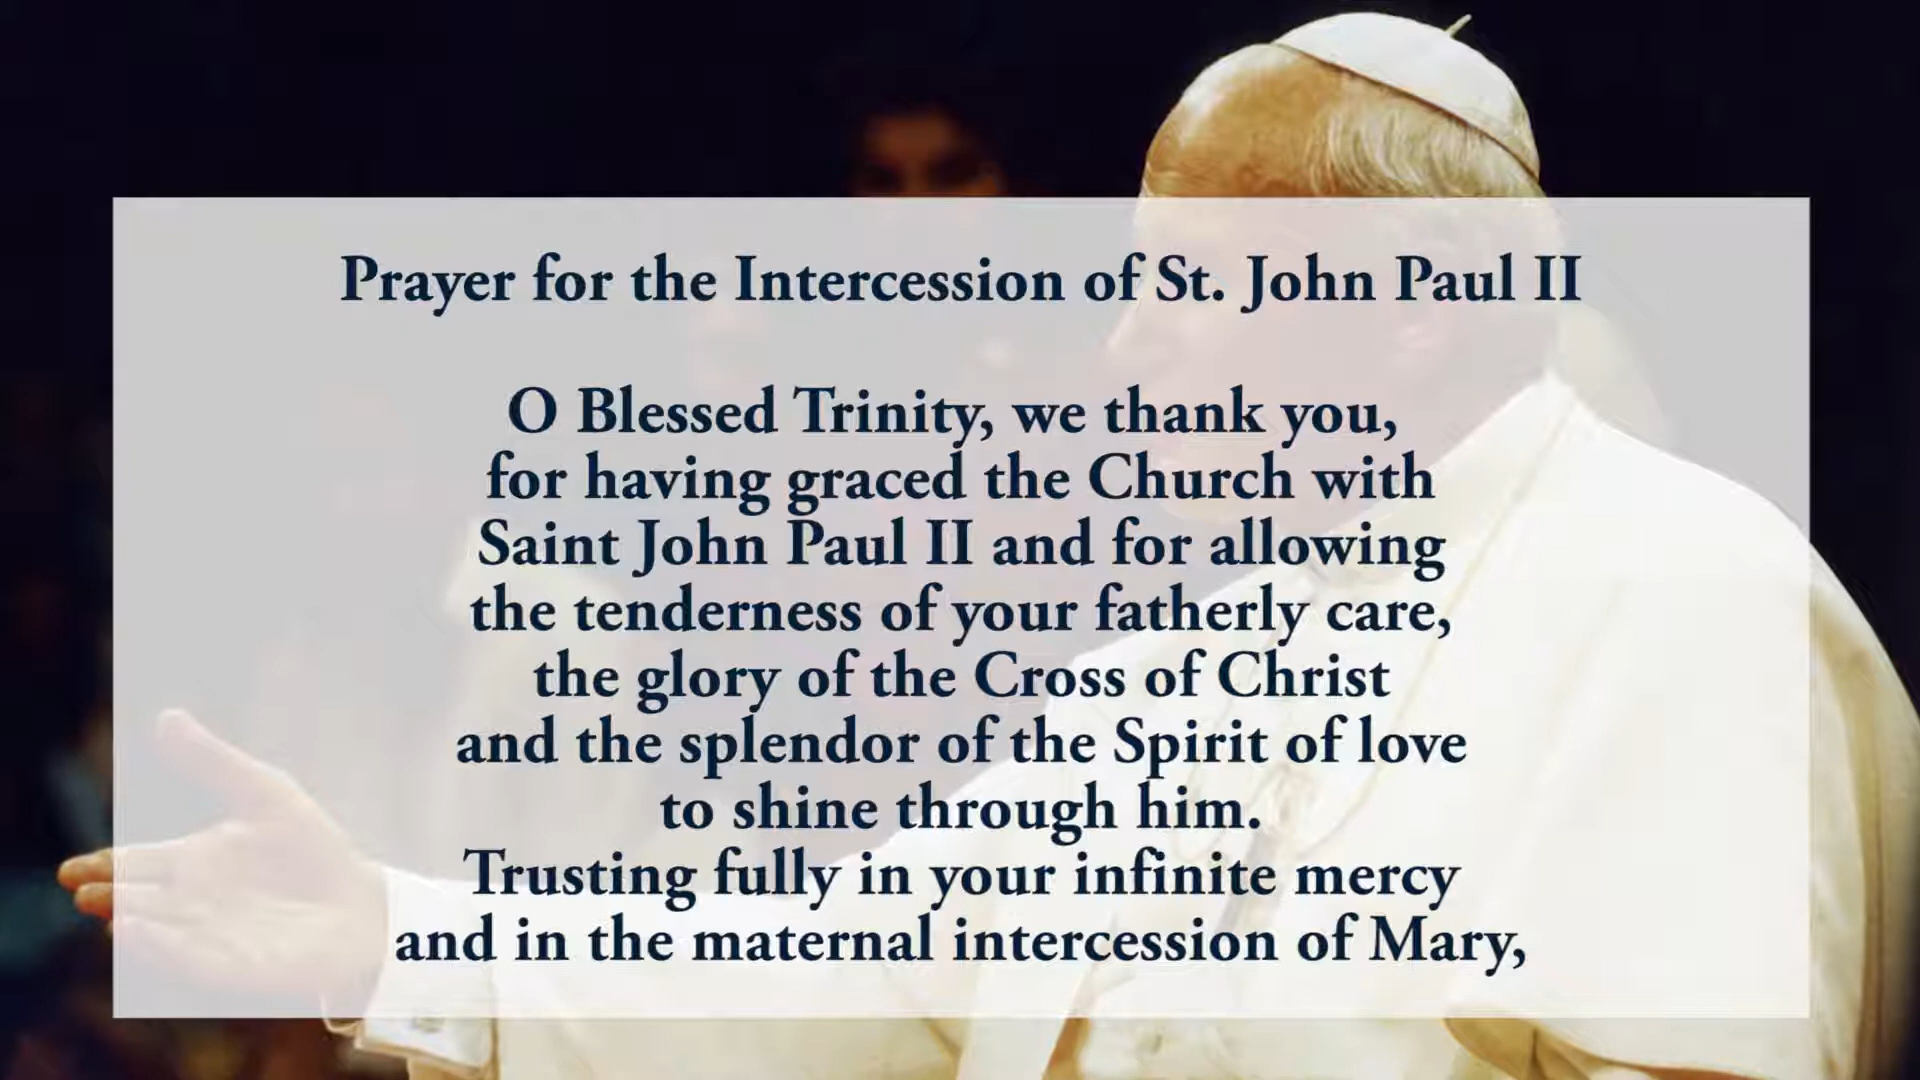 Prayer for the Intercession of St. John Paul II
O Blessed Trinity, we thank you,
for having graced the Church with
Saint John Paul II and for allowing
the tenderness of your fatherly care,
the glory of the Cross of Christ
and the splendor of the Spirit of love
to shine through him.
Trusting fully in your infinite mercy
and in the maternal intercession of Mary,